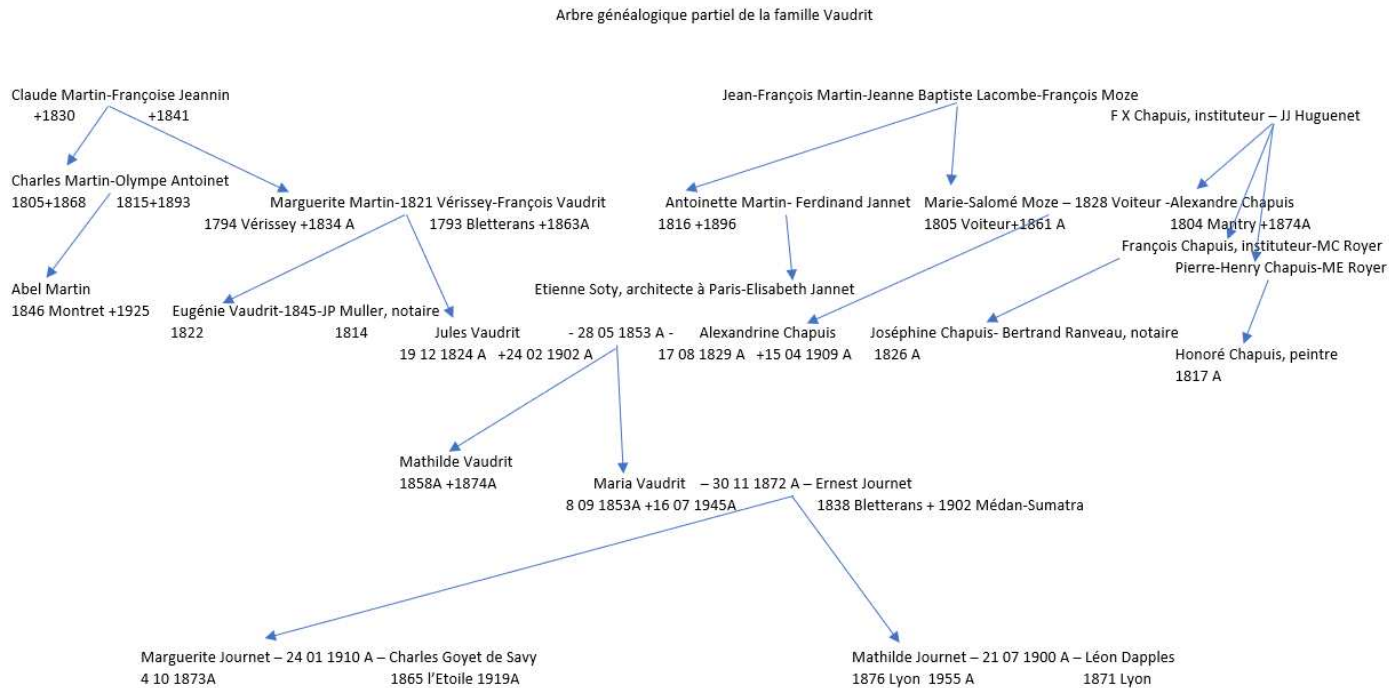 Arbre généalogique partiel de la famille Vaudrit
Claude Martin-Françoise Jeannin
+1830 +1841
Jean-François Martin-Jeanne Baptiste Lacombe-François Moze
F X Chapuis, instituteur – JJ Huguenet
Charles Martin-Olympe Antoinet
1805+1868 1815+1893
Marguerite Martin-1821 Vérissey-François Vaudrit
1794 Vérissey +1834 A 1793 Bletterans +1863A
Antoinette Martin- Ferdinand Jannet
1816 +1896
Marie-Salomé Moze – 1828 Voiteur -Alexandre Chapuis
1805 Voiteur+1861 A 1804 Mantry +1874A
François Chapuis, instituteur-MC Royer
Pierre-Henry Chapuis-ME Royer
Abel Martin
1846 Montret +1925
Eugénie Vaudrit-1845-JP Muller, notaire
1822 1814
Etienne Soty, architecte à Paris-Elisabeth Jannet
Jules Vaudrit - 28 05 1853 A - Alexandrine Chapuis
19 12 1824 A +24 02 1902 A 17 08 1829 A +15 04 1909 A
Joséphine Chapuis- Bertrand Ranveau, notaire
1826 A
Honoré Chapuis, peintre
1817 A
Mathilde Vaudrit
1858A +1874A
Maria Vaudrit – 30 11 1872 A – Ernest Journet
8 09 1853A +16 07 1945A 1838 Bletterans + 1902 Médan-Sumatra
Marguerite Journet – 24 01 1910 A – Charles Goyet de Savy
4 10 1873A 1865 l’Etoile 1919A
Mathilde Journet – 21 07 1900 A – Léon Dapples
1876 Lyon 1955 A 1871 Lyon